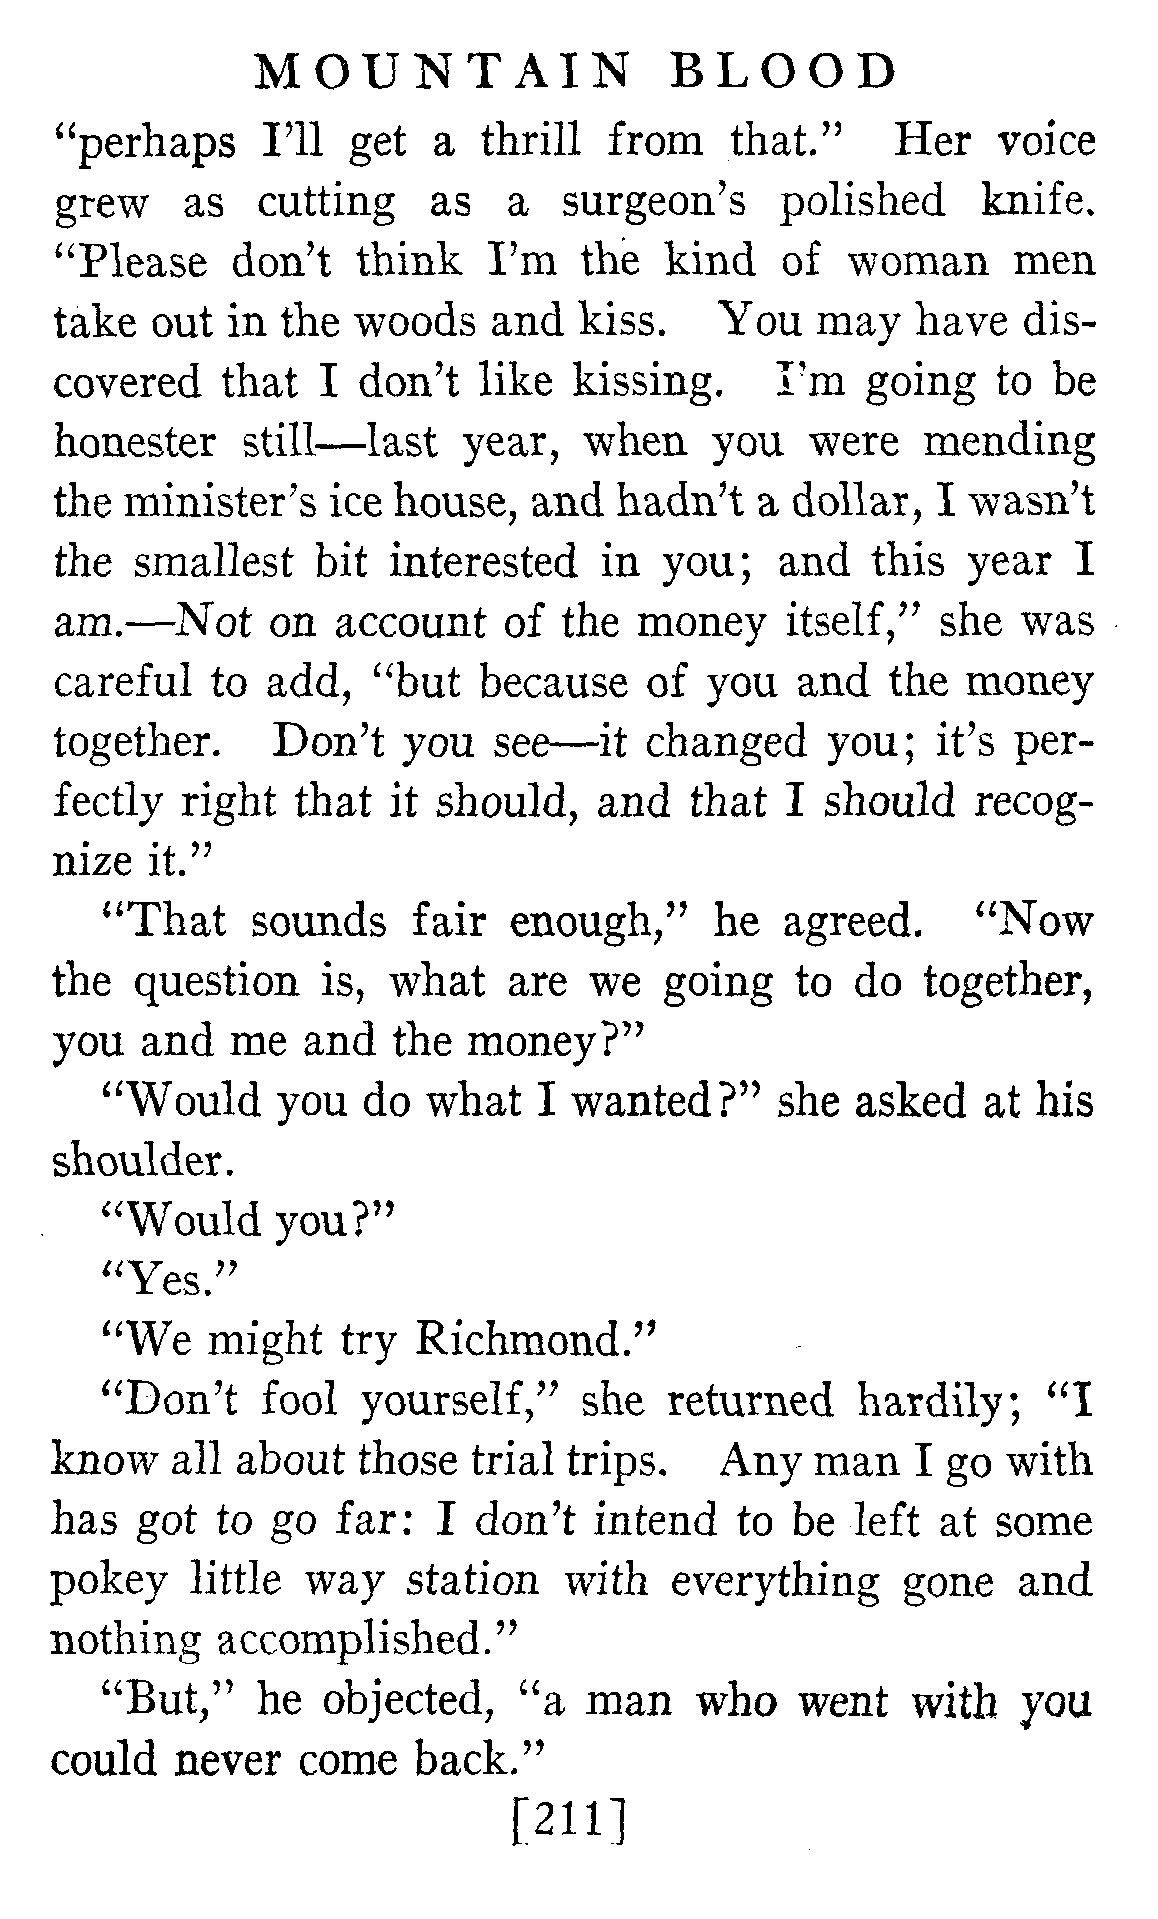 MOUNTAIN BLOOD
“perhaps I’ll get a thrill from that.” Her voice
grew as cutting as a surgeon’s polished knife.
“Please don’t think I’m the kind of woman men
take out in the woods and kiss. You may have dis-
covered that I don’t like kissing. I’m going to be
honester still—last year, when you were mending
the minister’s ice house, and hadn’t a dollar, I wasn’t
the smallest bit interested in you; and this year I
am.—Not on account of the money itself,” she was
careful to add, “but because of you and the money
together. Don’t you see—it changed you; it’s per-
fectly right that it should, and that I should recog-
nize it.”
“That sounds fair enough,” he agreed. “Now
the question is, what are we going to do together,
you and me and the money?”
“Would you do what I wanted?” she asked at his
shoulder.
“Would you?”
“Yes.”
“We might try Richmond.”
“Don’t fool yourself,” she returned hardily; “I
know all about those trial trips. Any man I go with
has got to go far: I don’t intend to be left at some
pokey little way station with everything gone and
nothing accomplished.”
“But,” he objected, “a man who went with you
could never come back.”
[211]